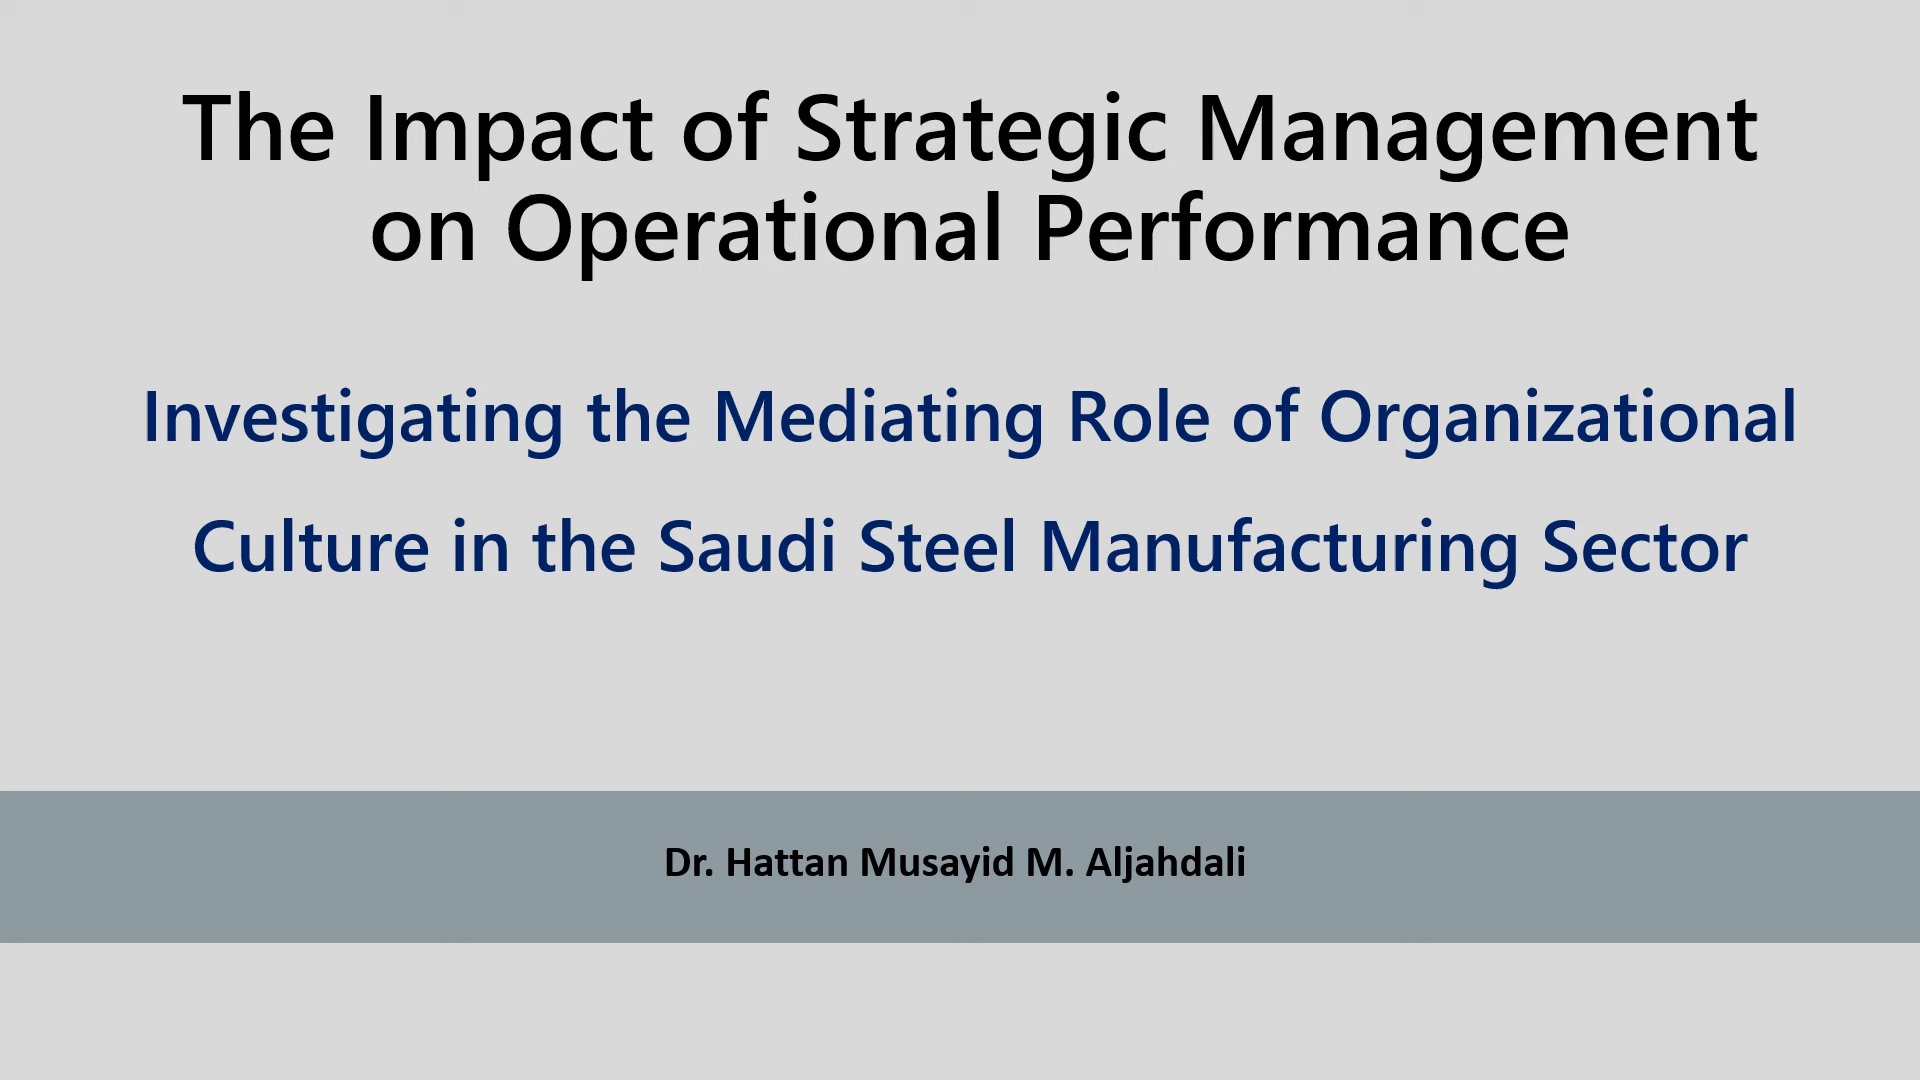 The Impact of Strategic Management
on Operational Performance
Investigating the Mediating Role of Organizational
Culture in the Saudi Steel Manufacturing Sector
Dr. Hattan Musayid M. Aljahdali